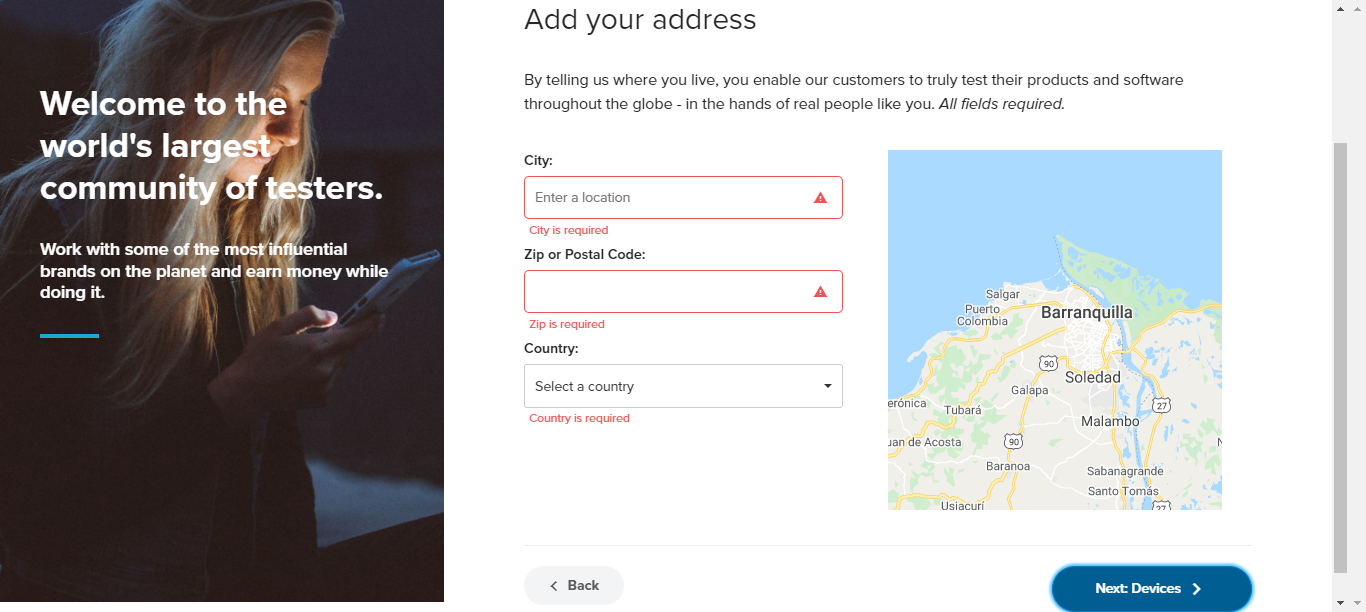 Welcome to the
world's largest
community of testers.
Work with some of the most influential
brands on the planet and earn money while
doing it.
Add your address
By telling us where you live, you enable our customers to truly test their products and software
throughout the globe - in the hands of real people like you. All fields required.
City:
Enter a location
City is required
Zip or Postal Code:
Zip is required
Country:
Select a country
Country is required
Salgar
Puerto
Colombia
Barranquilla
90
Soledad
Galapa
erónica
Tubará
27
Malambo
uan de Acosta
90
N
Baranoa
Sabanagrande
Santo Tomás
Usiacurí
27
Back
Next: Devices